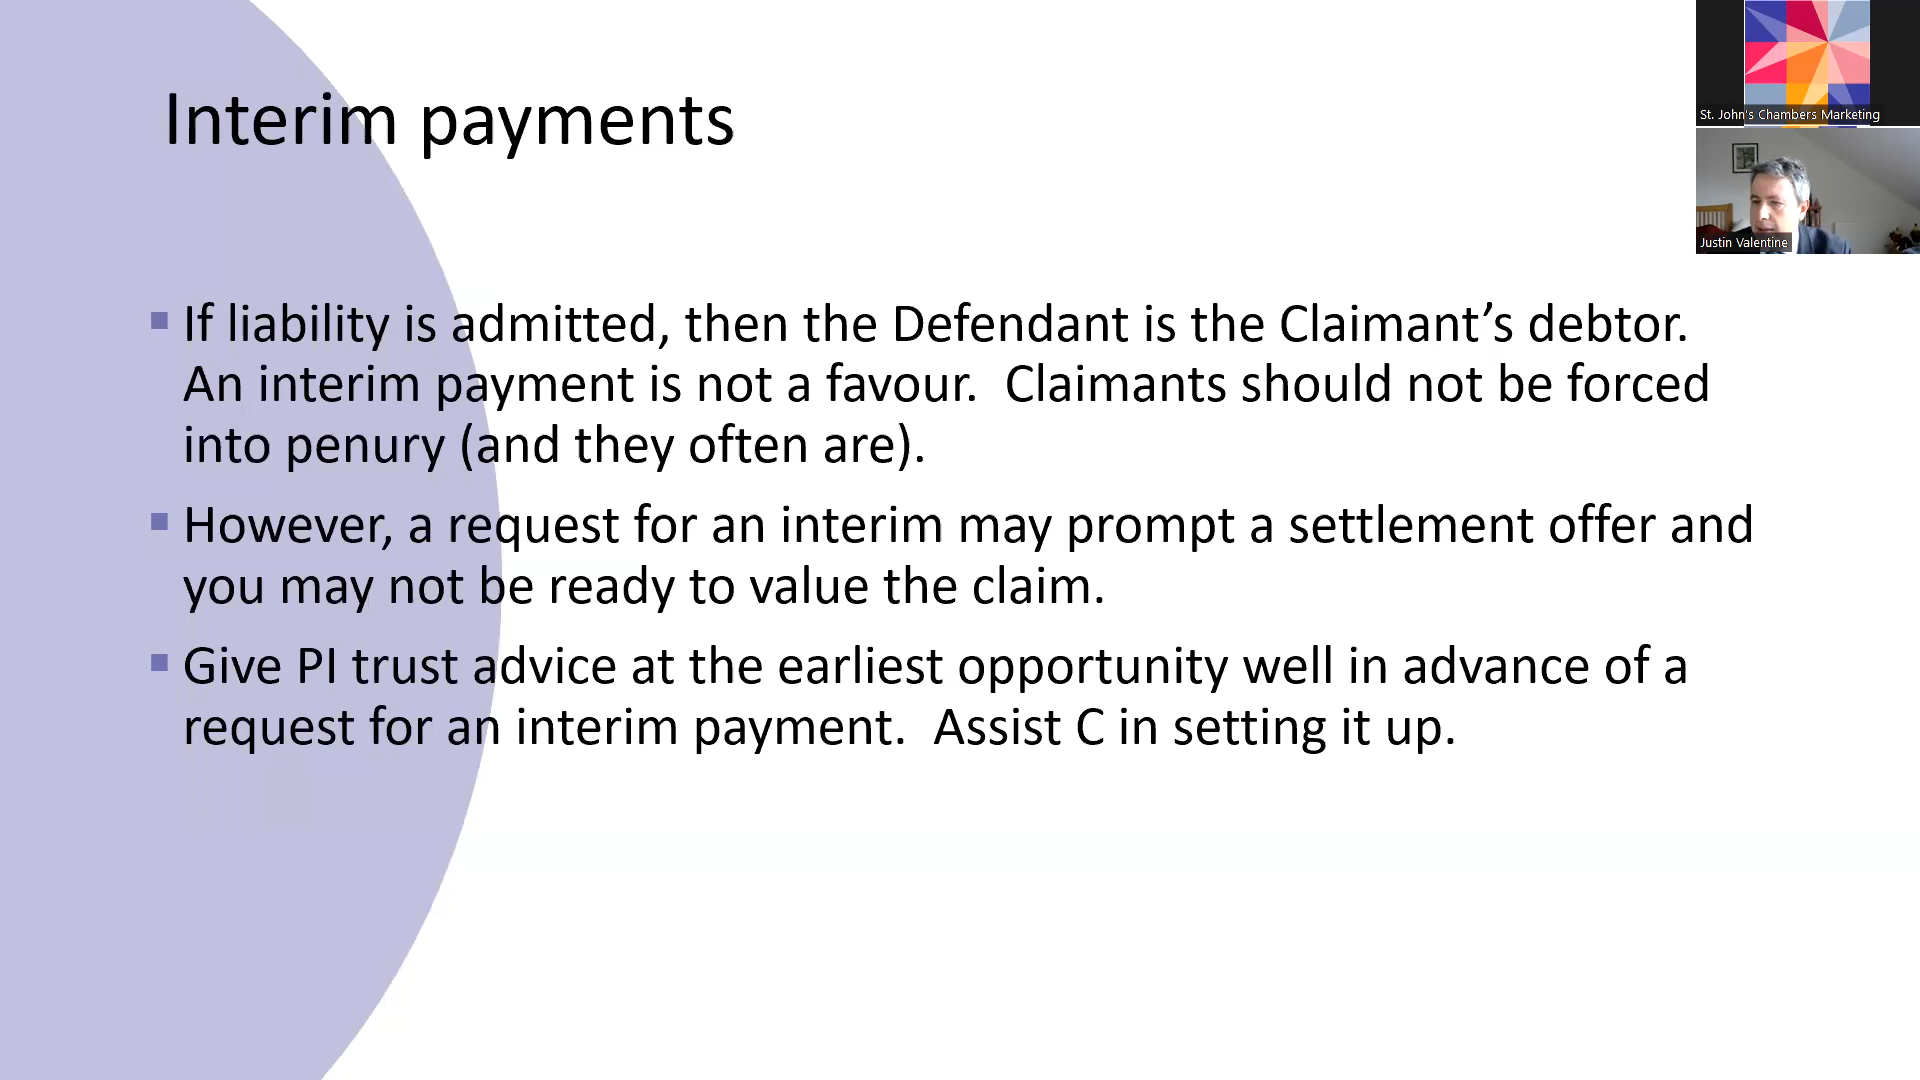 Interim payments
St. John's Chambers Marketing
Justin Valentine
▪ If liability is admitted, then the Defendant is the Claimant’s debtor.
An interim payment is not a favour.  Claimants should not be forced
into penury (and they often are).
▪ However, a request for an interim may prompt a settlement offer and
you may not be ready to value the claim.
▪ Give PI trust advice at the earliest opportunity well in advance of a
request for an interim payment.  Assist C in setting it up.